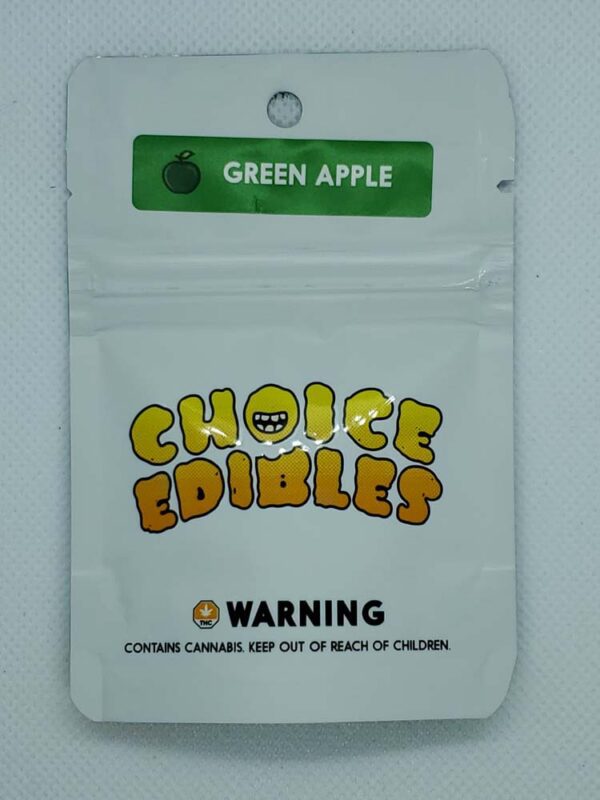 GREEN APPLE
CHOICE
EDIBLES
THC
WARNING
CONTAINS CANNABIS. KEEP OUT OF REACH OF CHILDREN.